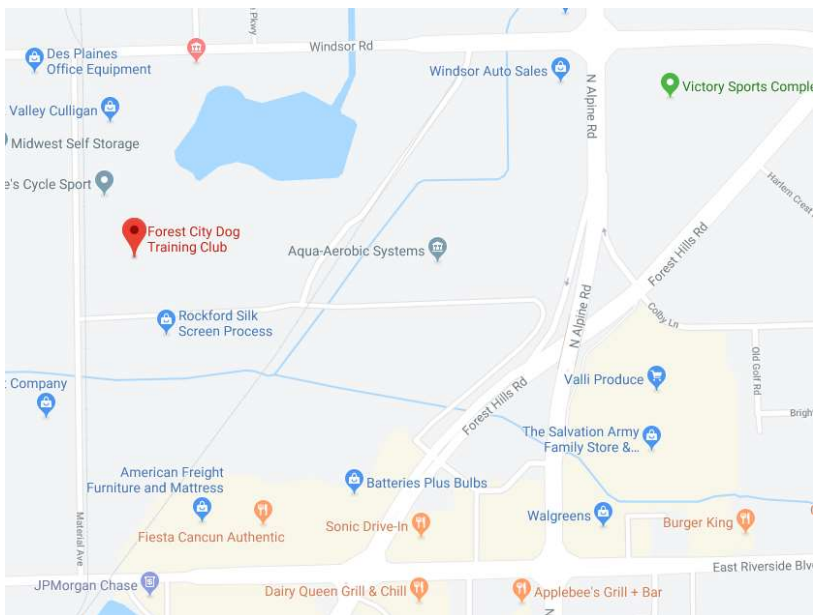 Pkwy
Windsor Rd
Des Plaines
Office Equipment
Windsor Auto Sales
N Alpine Rd
Victory Sports Comple
Valley Culligan
Midwest Self Storage
e's Cycle Sport
Harlem Crest
Forest City Dog
Training Club
Aqua-Aerobic Systems
Forest Hills Rd
Rockford Silk
Screen Process
N Alpine Rd
Colby Ln
Old Golf Rd
Company
Valli Produce
Forest Hills Rd
Bright
The Salvation Army
Family Store &...
American Freight
Furniture and Mattress
Batteries Plus Bulbs
Material Ave
Fiesta Cancun Authentic
Sonic Drive-In
Walgreens
Burger King
East Riverside Blv
JPMorgan Chase
Dairy Queen Grill & Chill
Applebee's Grill + Bar
N